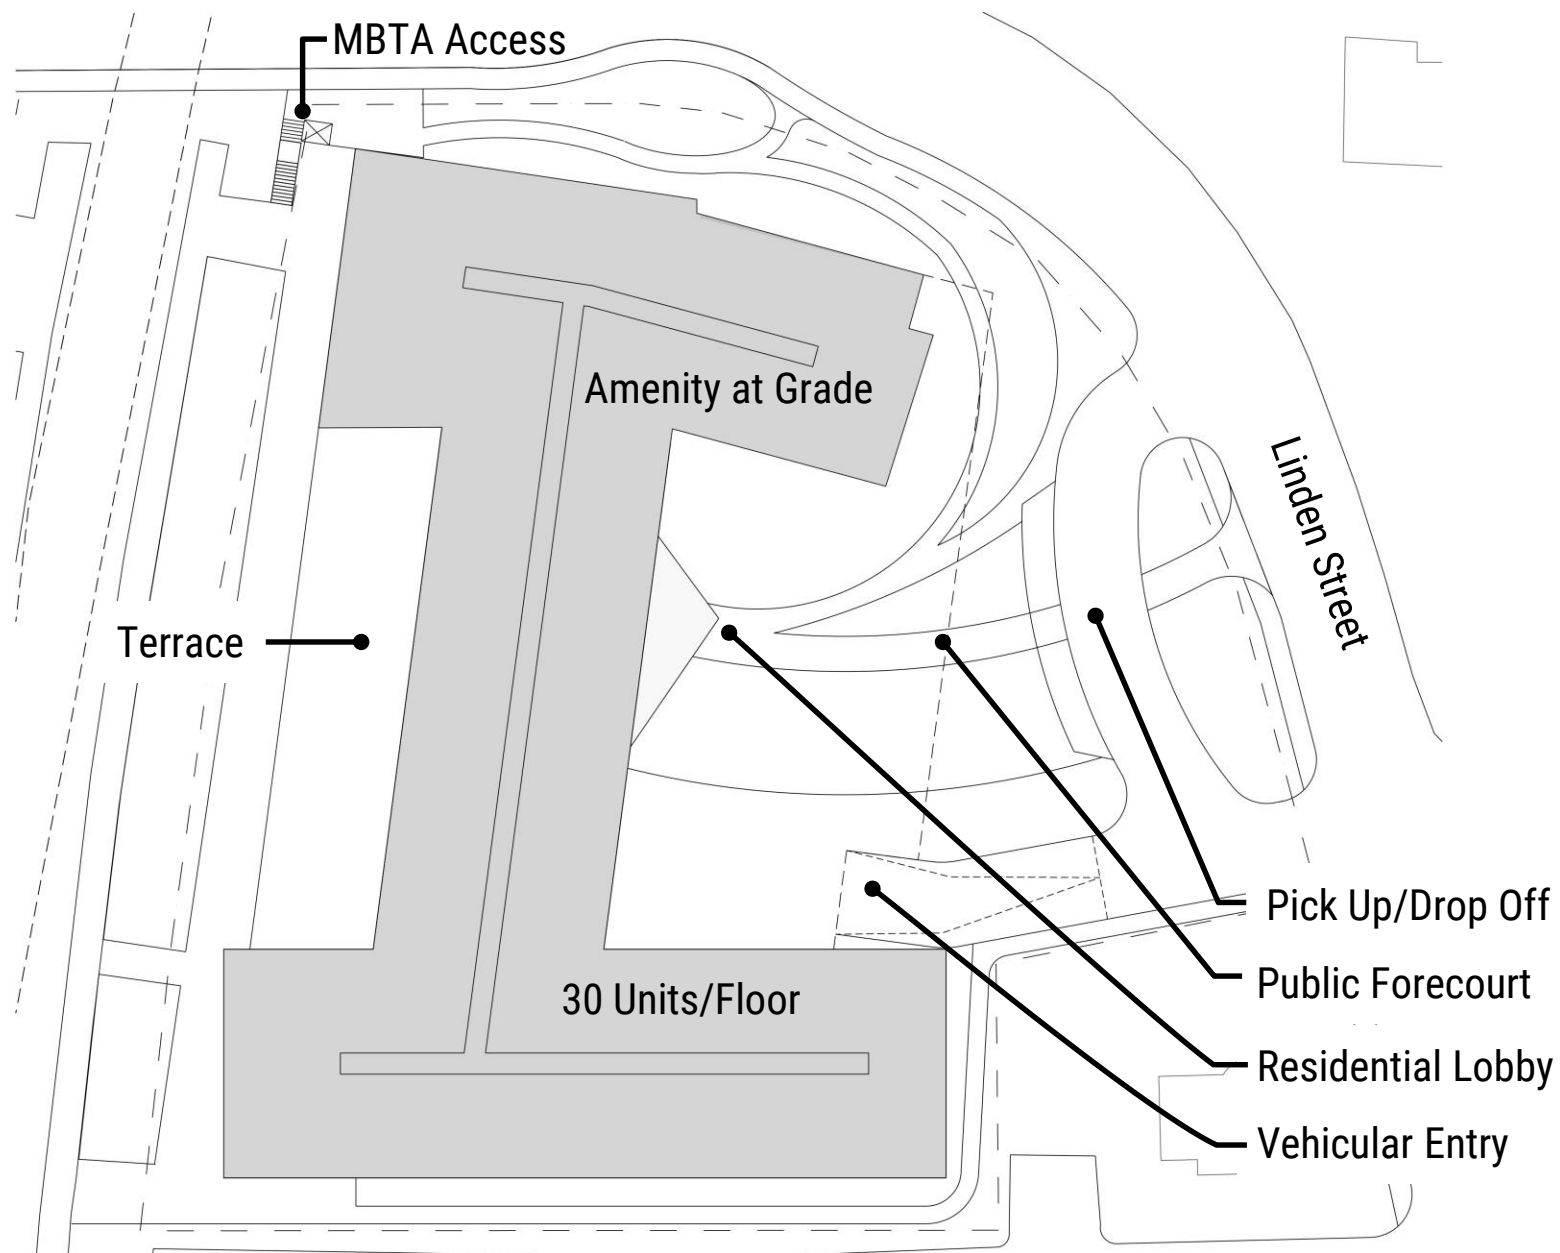 MBTA Access
Amenity at Grade
Linden Street
Terrace
Pick Up/Drop Off
Public Forecourt
30 Units/Floor
Residential Lobby
Vehicular Entry